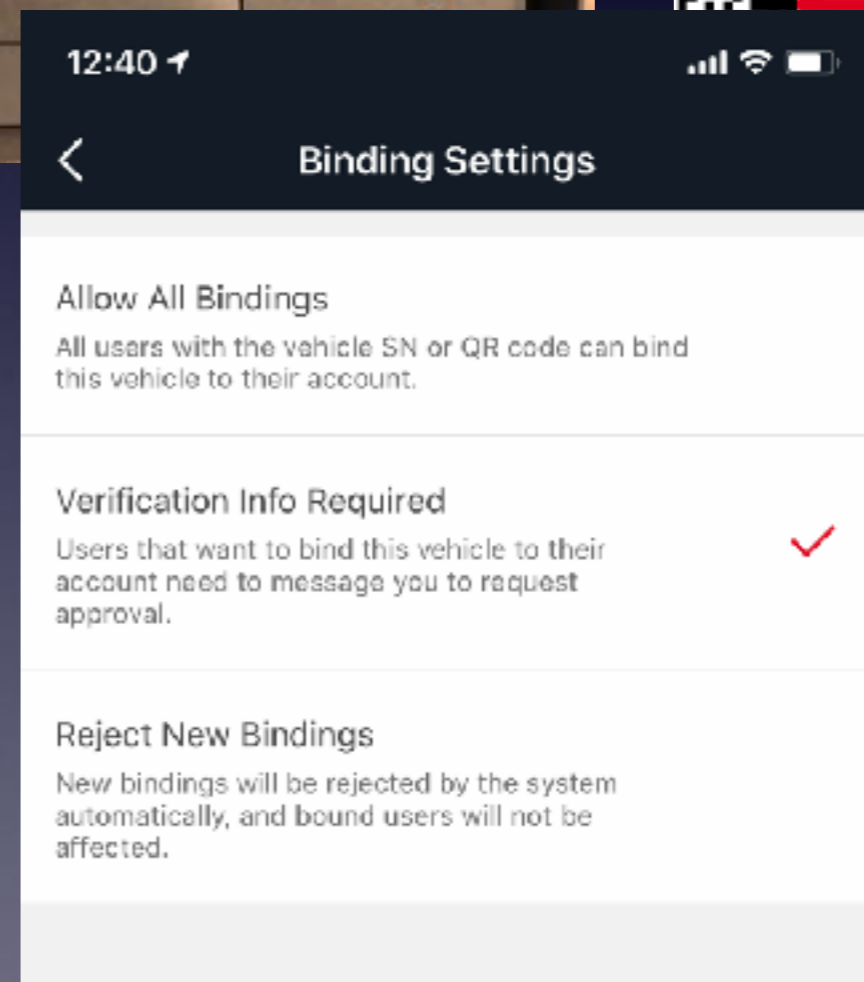 12:40
Binding Settings
Allow All Bindings
All users with the vehicle SN or QR code can bind
this vehicle to their account.
Verification Info Required
Users that want to bind this vehicle to their
account need to message you to request
approval.
Reject New Bindings
New bindings will be rejected by the system
automatically, and bound users will not be
affected.